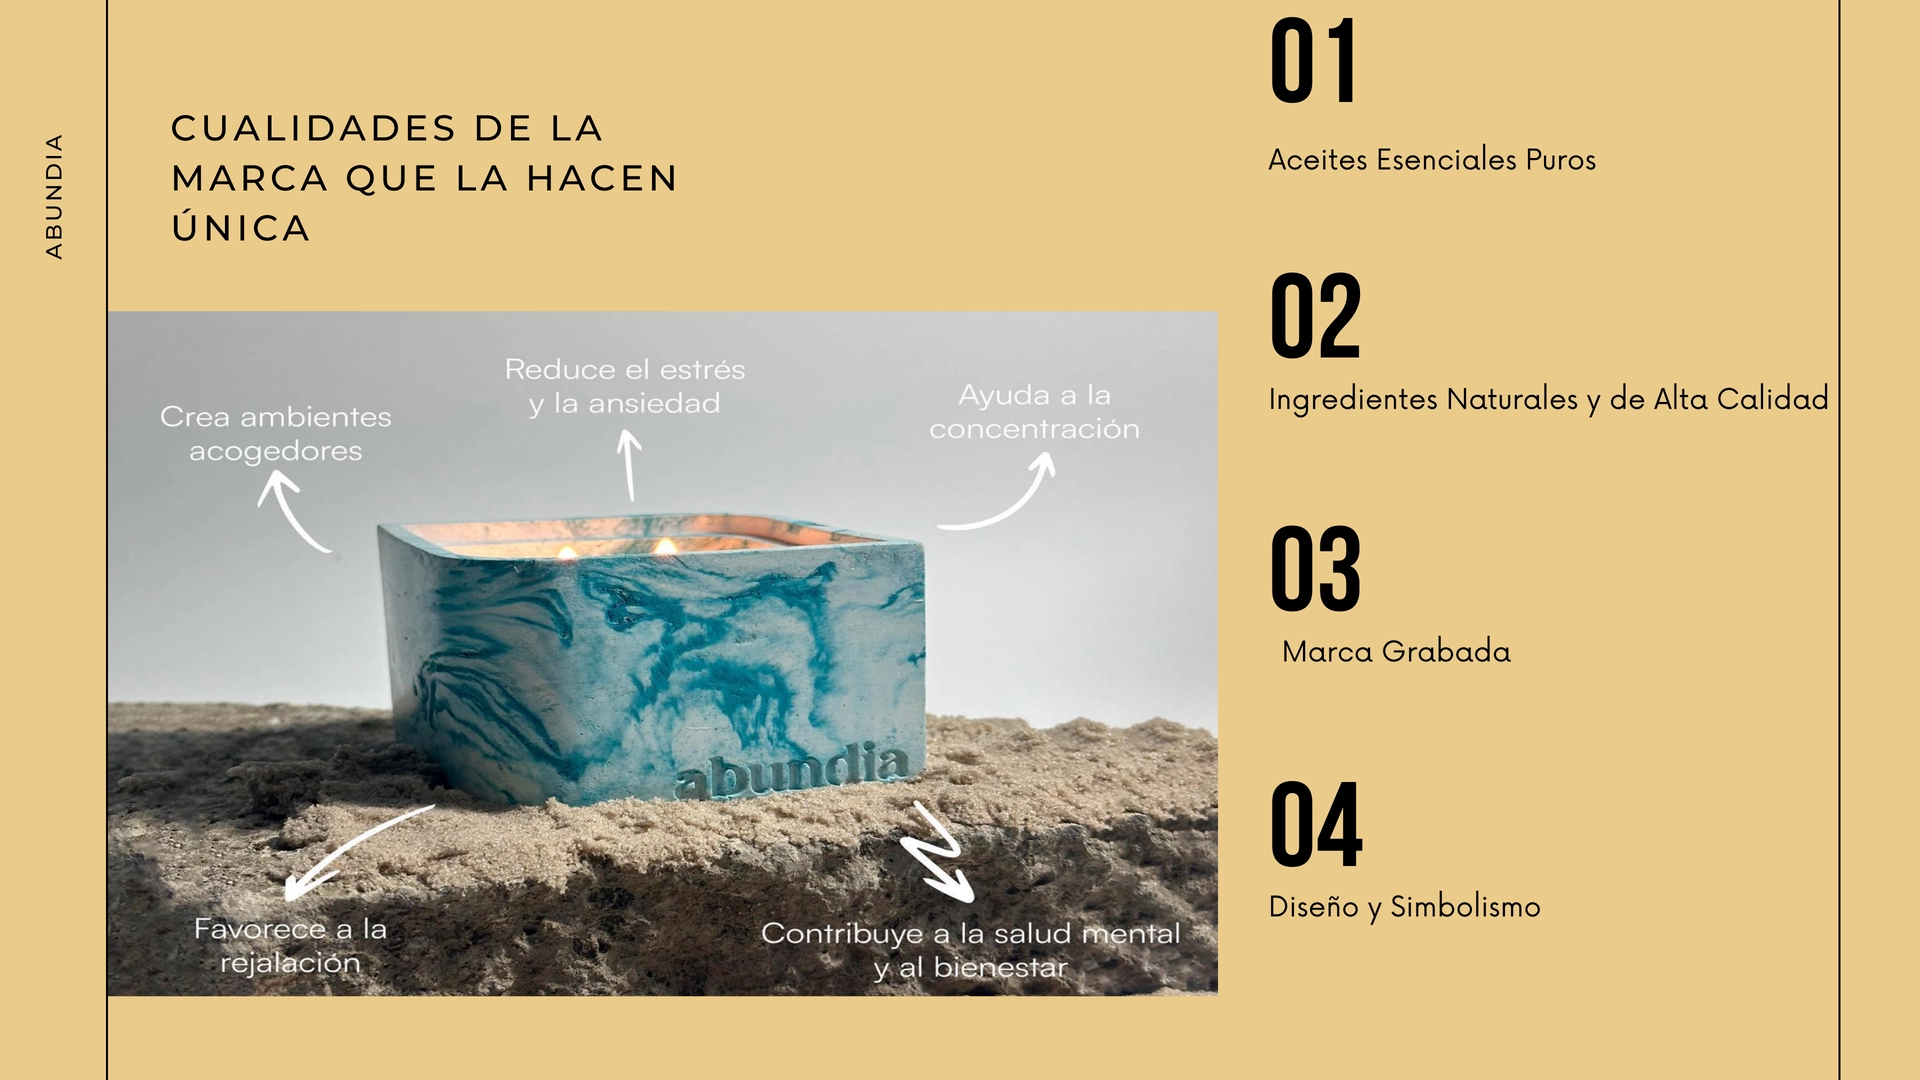 ABUNDIA
CUALIDADES DE LA
MARCA QUE LA HACEN
ÚNICA
Crea ambientes
acogedores
Reduce el estrés
y la ansiedad
Ayuda a la
concentración
abundia
Favorece a la
rejalación
Contribuye a la salud mental
y al bienestar
01
Aceites Esenciales Puros
02
Ingredientes Naturales y de Alta Calidad
03
Marca Grabada
04
Diseño y Simbolismo